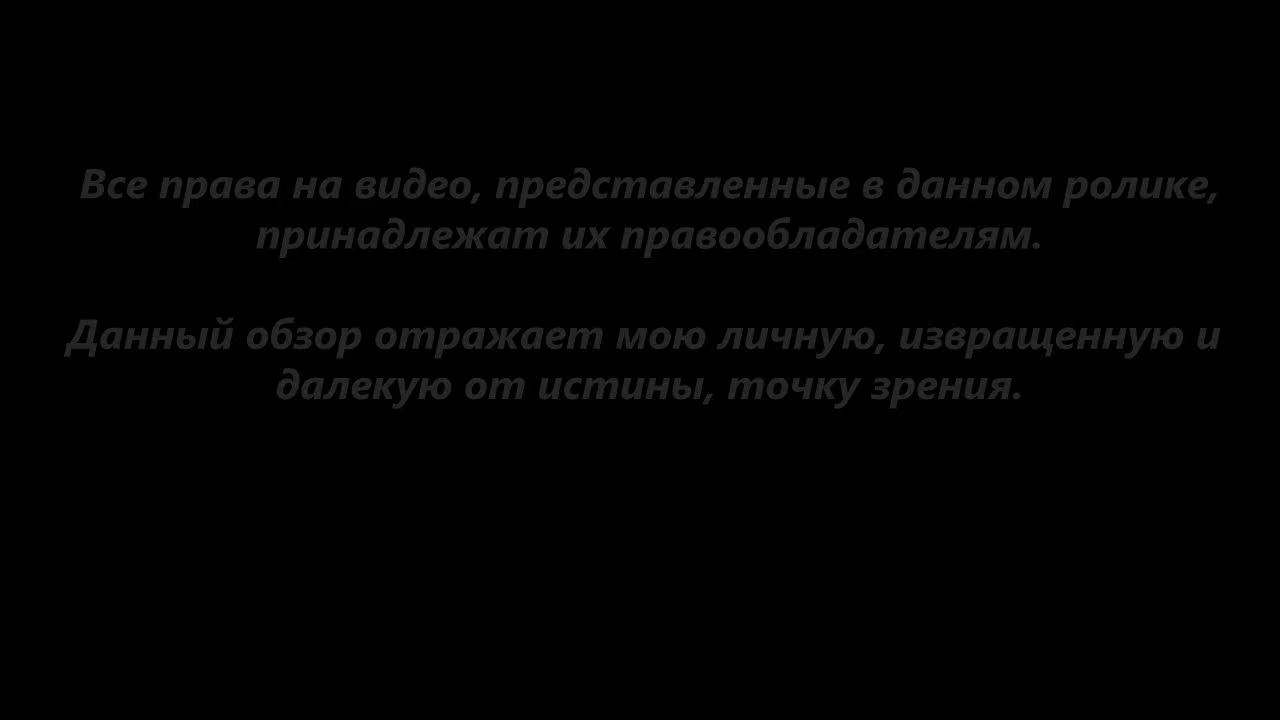 Все права на видео, представленные в данном ролике,
принадлежат их правообладателям.
Данный обзор отражает мою личную, извращенную и
далекую от истины, точку зрения.